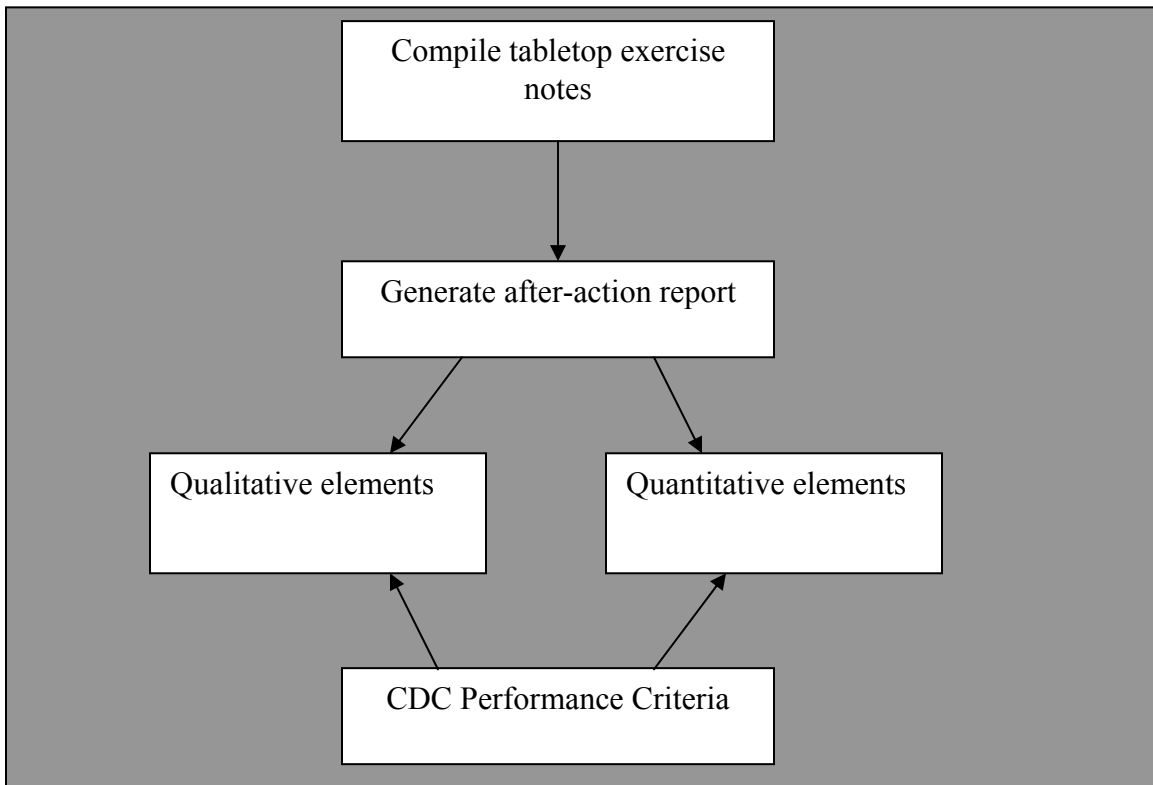 Compile tabletop exercise
notes
Generate after-action report
Qualitative elements
Quantitative elements
CDC Performance Criteria